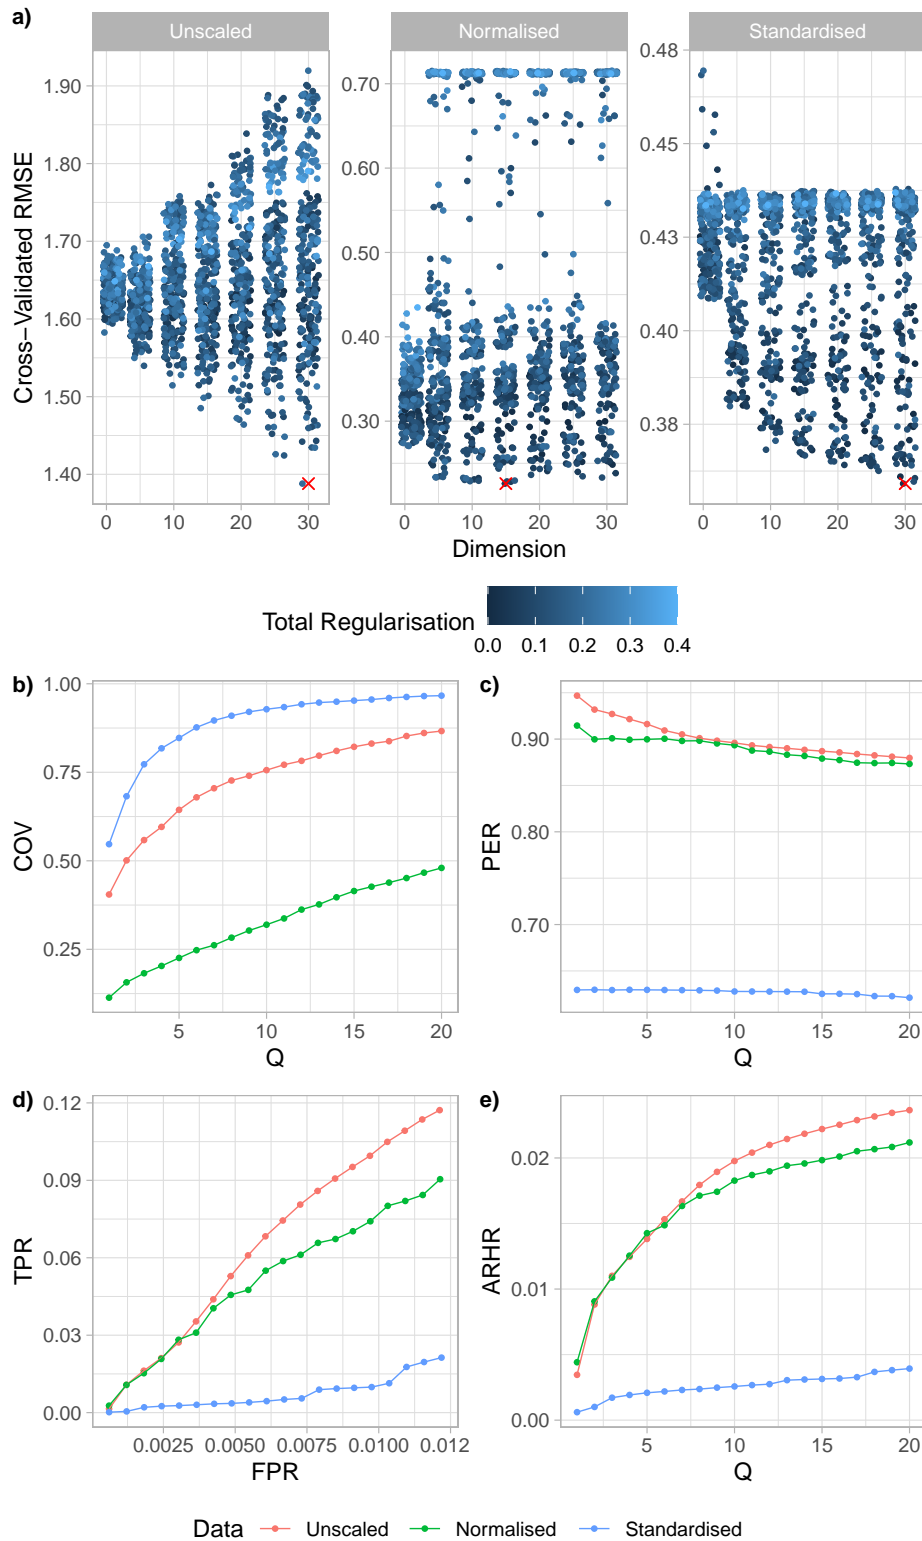 a)
Unscaled Normalised Standardised
Cross-Validated RMSE
1.90
1.80
1.70
1.60
1.50
1.40
0.70
0.60
0.50
0.40
0.30
0.48
0.45
0.43
0.40
0.38
0 10 20 30 0 10 20 30 0 10 20 30
Dimension
Total Regularisation
0.0 0.1 0.2 0.3 0.4
b)
COV
1.00
0.75
0.50
0.25
5 10 15 20
Q
c)
PER
0.90
0.80
0.70
5 10 15 20
Q
d)
TPR
0.12
0.09
0.06
0.03
0.00
0.0025 0.0050 0.0075 0.0100 0.012
FPR
e)
ARHR
0.02
0.01
0.00
5 10 15 20
Q
Data Unscaled Normalised Standardised